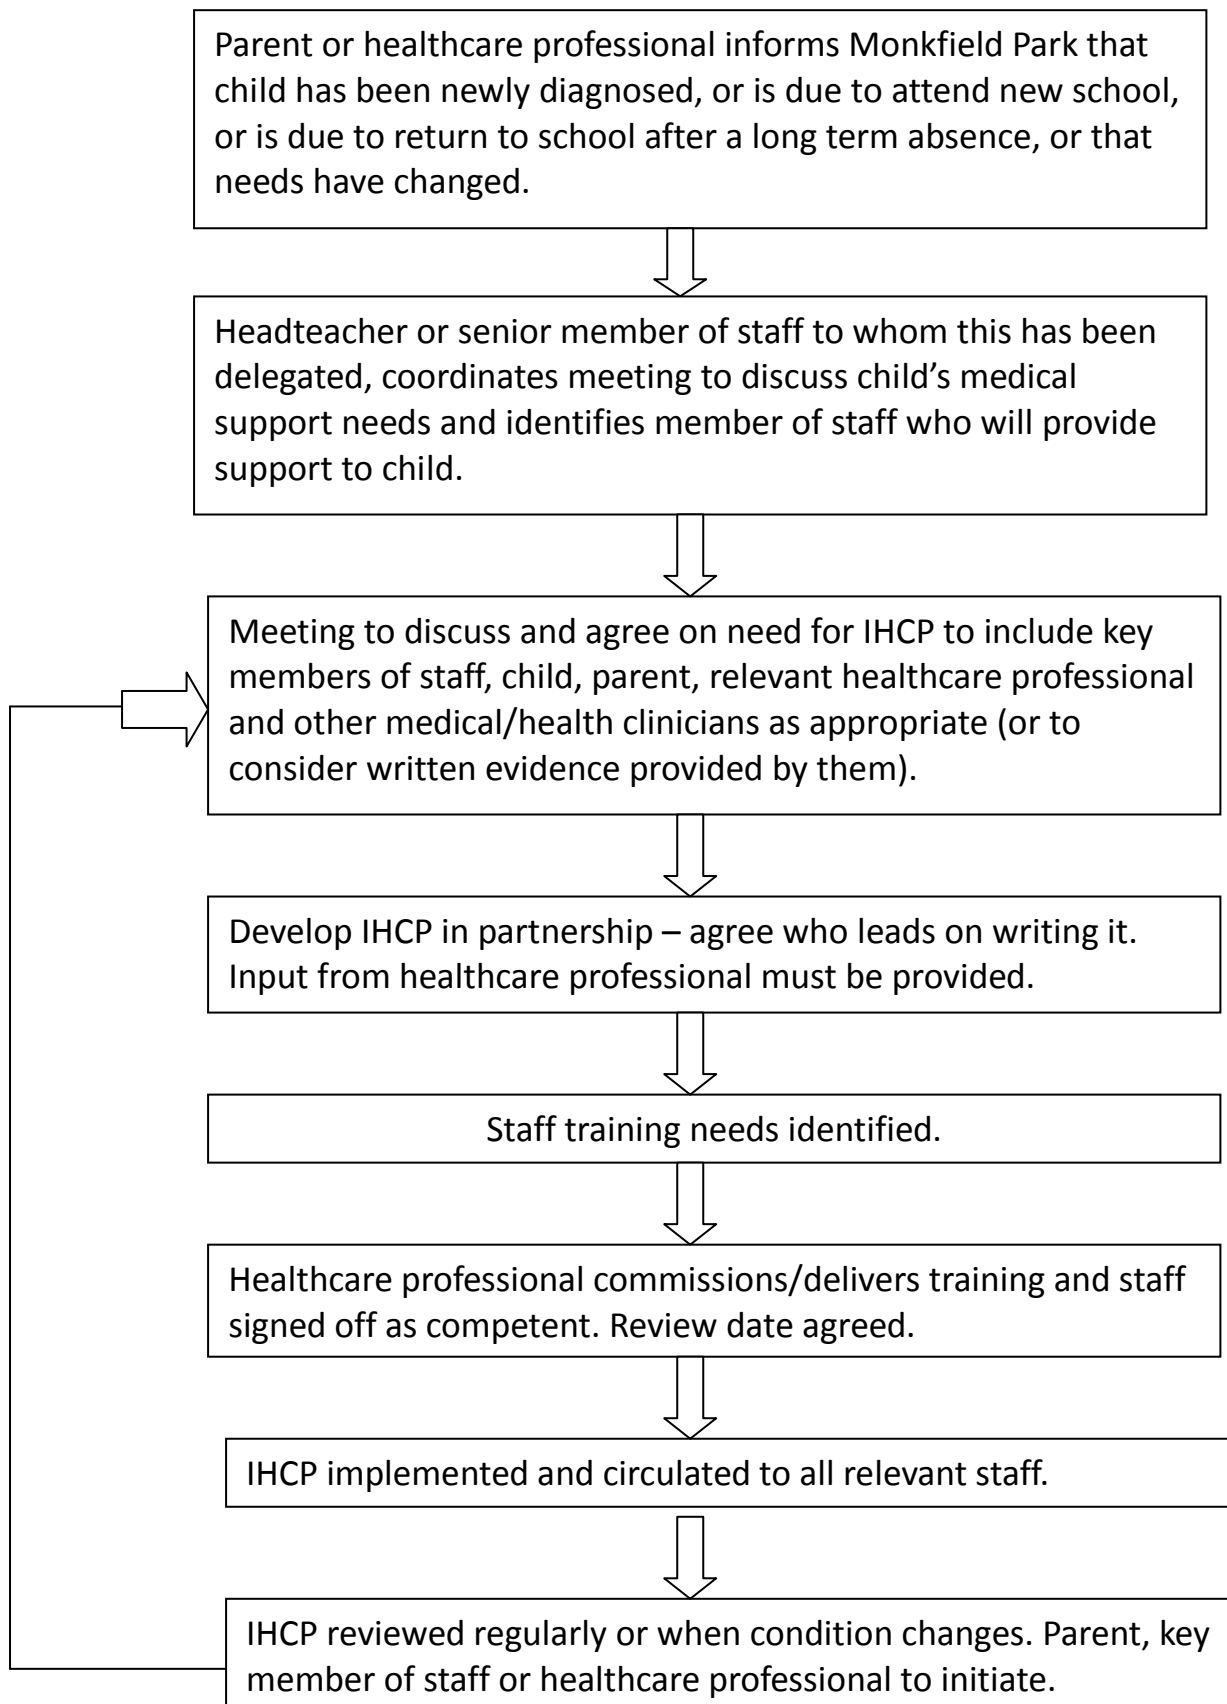 Parent or healthcare professional informs Monkfield Park that
child has been newly diagnosed, or is due to attend new school,
or is due to return to school after a long term absence, or that
needs have changed.
Headteacher or senior member of staff to whom this has been
delegated, coordinates meeting to discuss child’s medical
support needs and identifies member of staff who will provide
support to child.
Meeting to discuss and agree on need for IHCP to include key
members of staff, child, parent, relevant healthcare professional
and other medical/health clinicians as appropriate (or to
consider written evidence provided by them).
Develop IHCP in partnership – agree who leads on writing it.
Input from healthcare professional must be provided.
Staff training needs identified.
Healthcare professional commissions/delivers training and staff
signed off as competent. Review date agreed.
IHCP implemented and circulated to all relevant staff.
IHCP reviewed regularly or when condition changes. Parent, key
member of staff or healthcare professional to initiate.